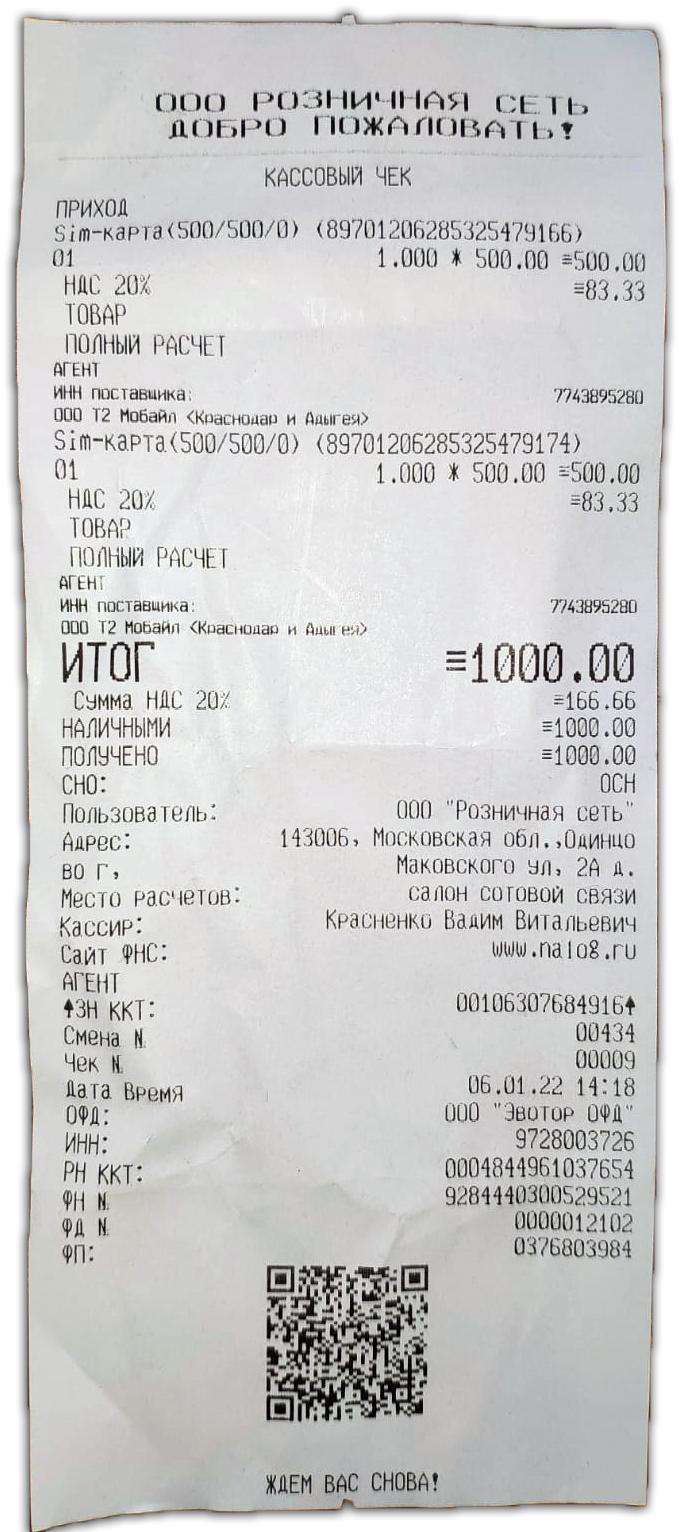 ООО РОЗНИЧНАЯ СЕТЬ
ДОБРО ПОЖАЛОВАТЬ!
КАССОВЫЙ ЧЕК
ПРИХОД
Sim-карта(500/500/0) (897012062853254​79166)
01 1.000 * 500.00 ≡500.00
НДС 20% ≡83.33
ТОВАР
ПОЛНЫЙ РАСЧЕТ
АГЕНТ
ИНН поставщика: 7743895280
ООО Т2 Мобайл <Краснодар и Адыгея>
Sim-карта(500/500/0) (89701206285325479174)
01 1.000 * 500.00 ≡500.00
НДС 20% ≡83.33
ТОВАР
ПОЛНЫЙ РАСЧЕТ
АГЕНТ
ИНН поставщика: 7743895280
ООО Т2 Мобайл <Краснодар и Адыгея>
ИТОГ ≡1000.00
Сумма НДС 20% ≡166.66
НАЛИЧНЫМИ ≡1000.00
ПОЛУЧЕНО ≡1000.00
СНО: ОСН
Пользователь: ООО "Розничная сеть"
Адрес: 143006, Московская обл.,Одинцо
во г, Маковского ул, 2А д.
Место расчетов: салон сотовой связи
Кассир: Красненко Вадим Витальевич
Сайт ФНС: www.nalog.ru
АГЕНТ
↑ЗН ККТ: 00106307684916↑
Смена № 00434
Чек № 00009
Дата Время 06.01.22 14:18
ОФД: ООО "Эвотор ОФД"
ИНН: 9728003726
РН ККТ: 0004844961037654
ФН № 9284440300529521
ФД № 0000012102
ФП: 0376803984
ЖДЕМ ВАС СНОВА!